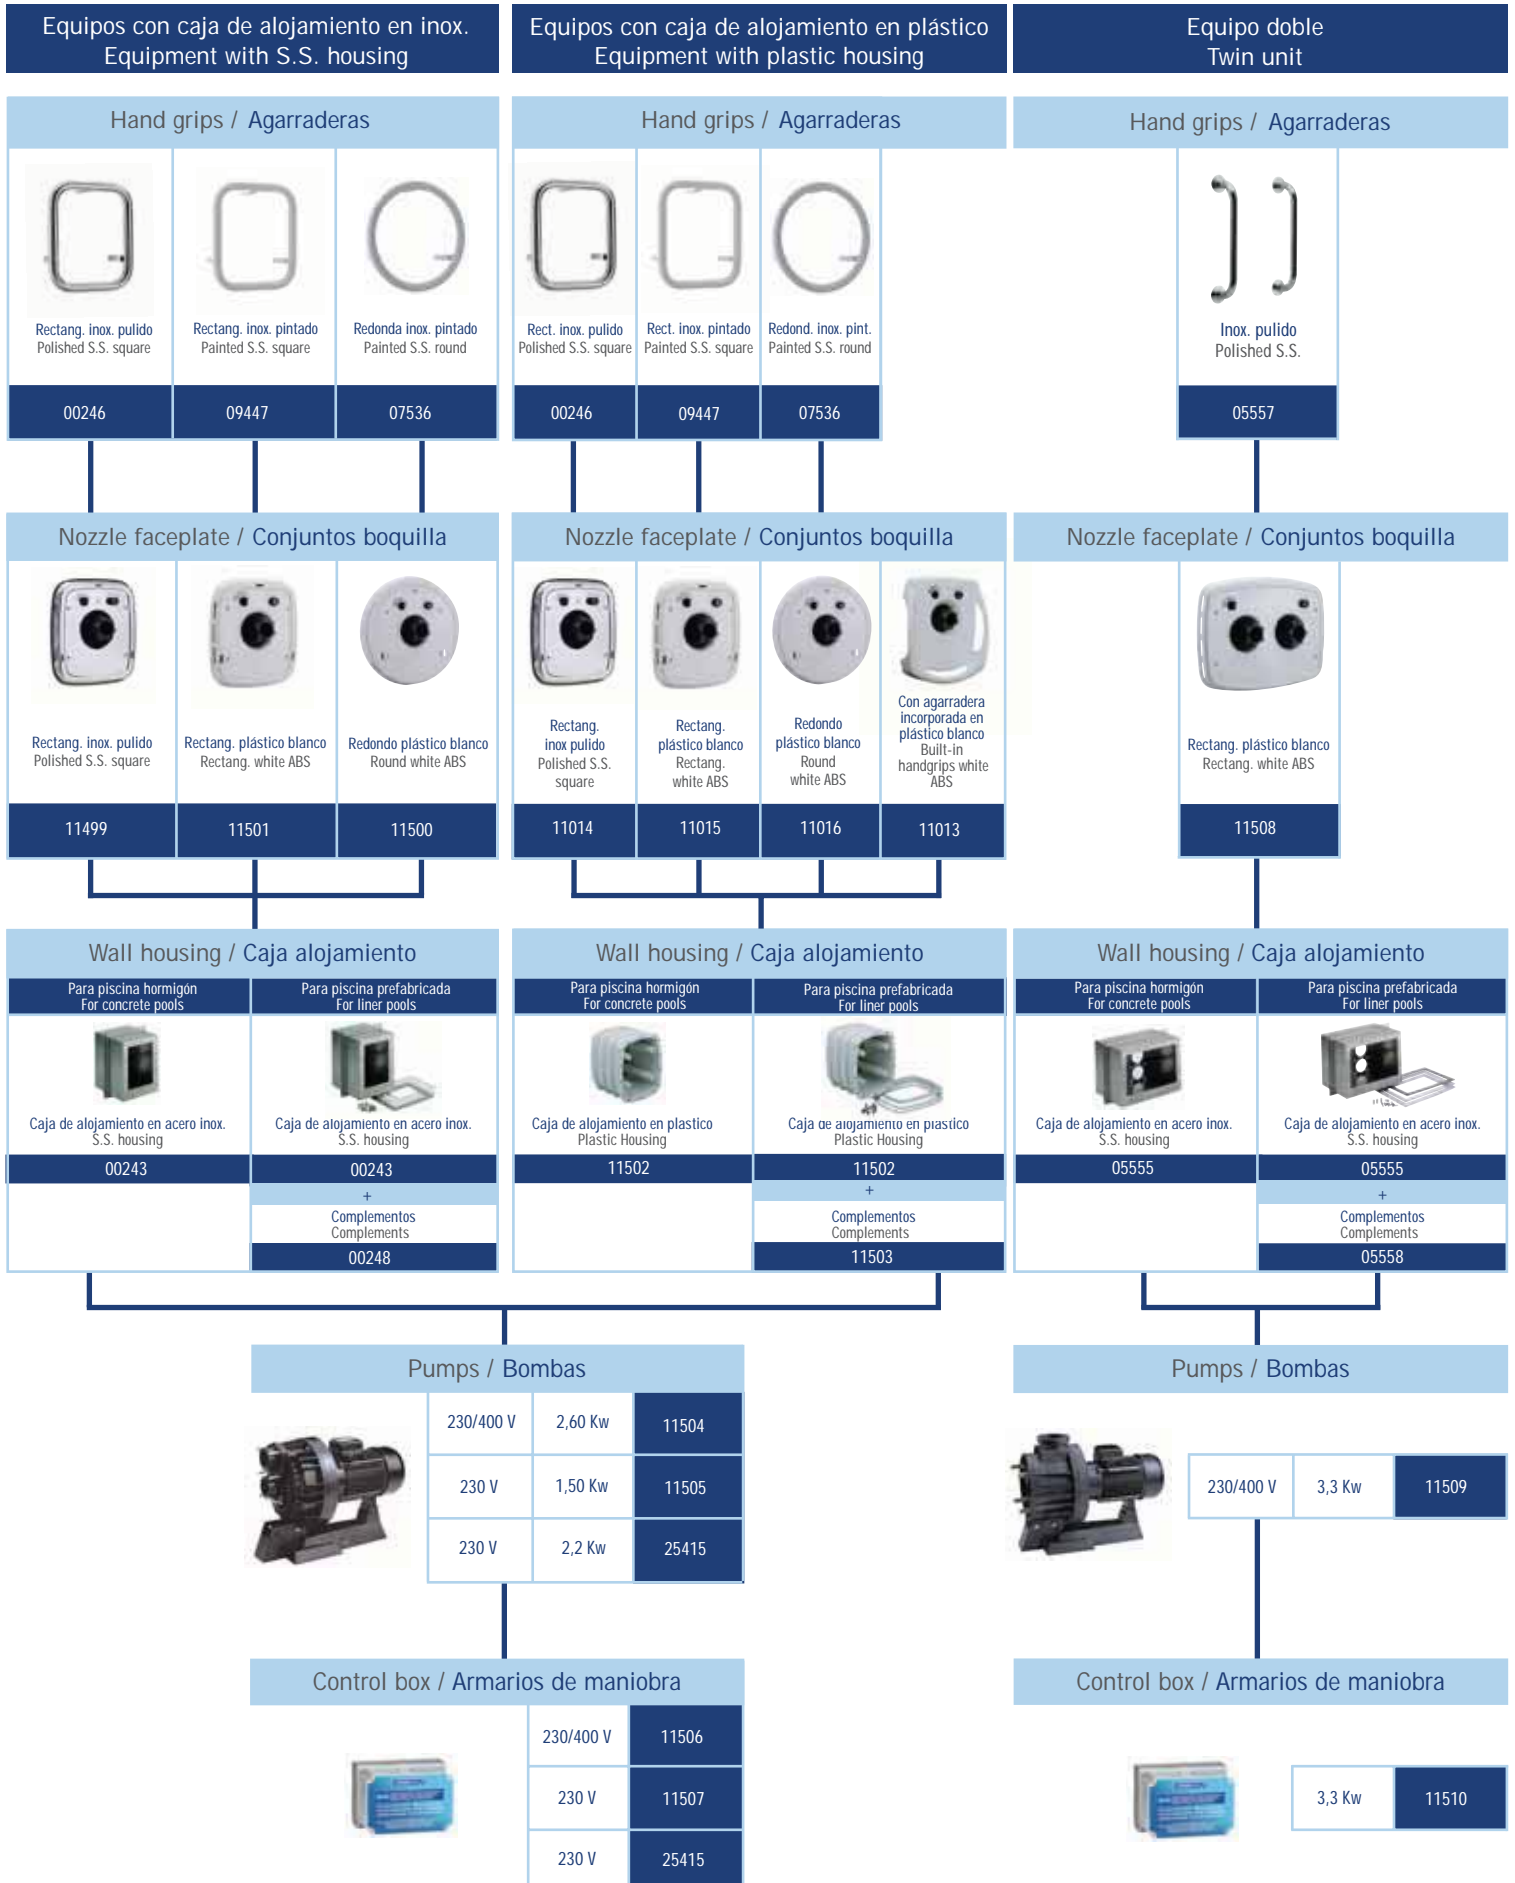 Equipos con caja de alojamiento en inox.
Equipment with S.S. housing
Equipos con caja de alojamiento en plástico
Equipment with plastic housing
Equipo doble
Twin unit
Hand grips / Agarraderas
Rectang. inox. pulido
Polished S.S. square
00246
Rectang. inox. pintado
Painted S.S. square
09447
Redonda inox. pintado
Painted S.S. round
07536
Hand grips / Agarraderas
Rect. inox. pulido
Polished S.S. square
00246
Rect. inox. pintado
Painted S.S. square
09447
Redond. inox. pint.
Painted S.S. round
07536
Hand grips / Agarraderas
Inox. pulido
Polished S.S.
05557
Nozzle faceplate / Conjuntos boquilla
Rectang. inox. pulido
Polished S.S. square
11499
Rectang. plástico blanco
Rectang. white ABS
11501
Redondo plástico blanco
Round white ABS
11500
Nozzle faceplate / Conjuntos boquilla
Rectang.
inox pulido
Polished S.S.
square
11014
Rectang.
plástico blanco
Rectang.
white ABS
11015
Redondo
plástico blanco
Round
white ABS
11016
Con agarradera
incorporada en
plástico blanco
Built-in
handgrips white
ABS
11013
Nozzle faceplate / Conjuntos boquilla
Rectang. plástico blanco
Rectang. white ABS
11508
Wall housing / Caja alojamiento
Para piscina hormigón
For concrete pools
Caja de alojamiento en acero inox.
S.S. housing
00243
Para piscina prefabricada
For liner pools
Caja de alojamiento en acero inox.
S.S. housing
00243
+
Complementos
Complements
00248
Wall housing / Caja alojamiento
Para piscina hormigón
For concrete pools
Caja de alojamiento en plastico
Plastic Housing
11502
Para piscina prefabricada
For liner pools
Caja de alojamiento en plastico
Plastic Housing
11502
+
Complementos
Complements
11503
Wall housing / Caja alojamiento
Para piscina hormigón
For concrete pools
Caja de alojamiento en acero inox.
S.S. housing
05555
Para piscina prefabricada
For liner pools
Caja de alojamiento en acero inox.
S.S. housing
05555
+
Complementos
Complements
05558
Pumps / Bombas
230/400 V 2,60 Kw 11504
230 V 1,50 Kw 11505
230 V 2,2 Kw 25415
Pumps / Bombas
230/400 V 3,3 Kw 11509
Control box / Armarios de maniobra
230/400 V 11506
230 V 11507
230 V 25415
Control box / Armarios de maniobra
3,3 Kw 11510